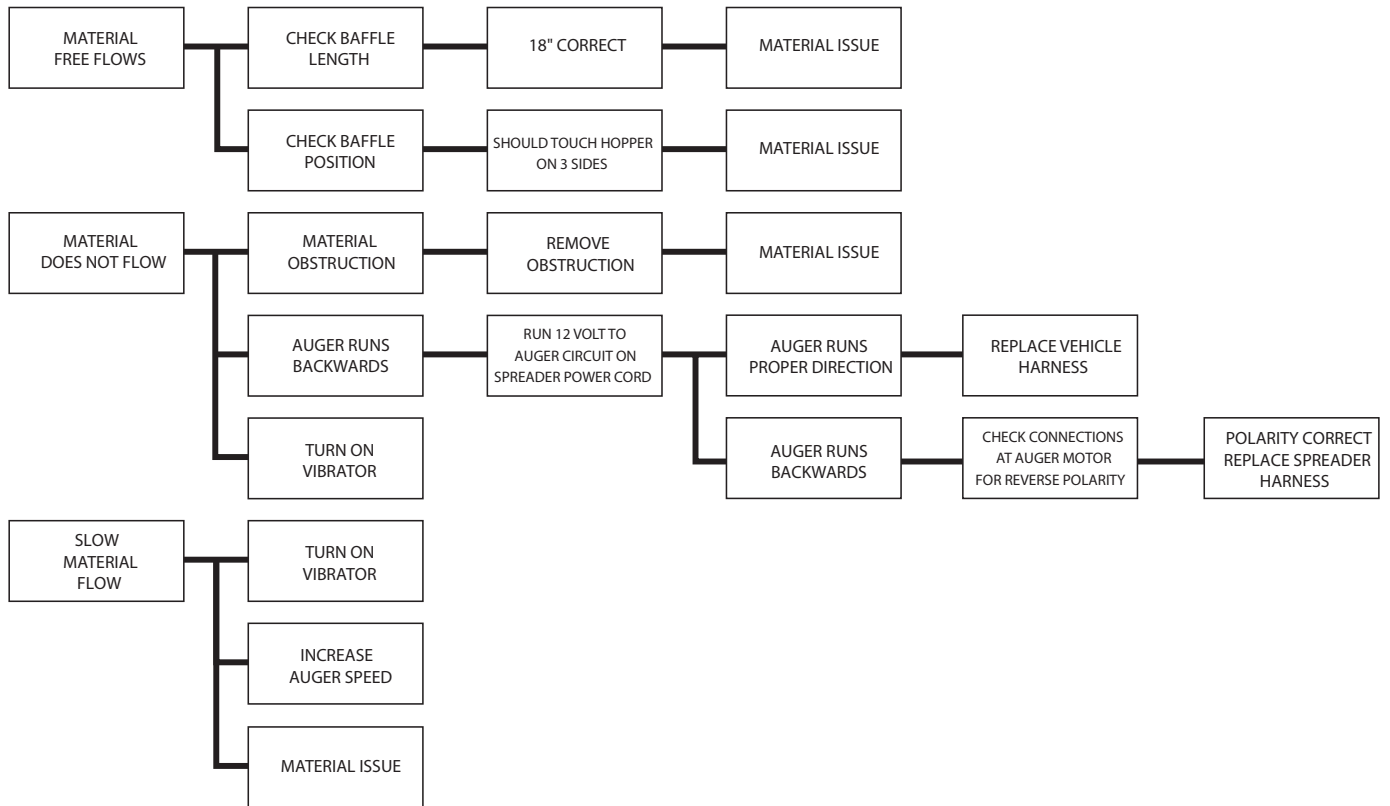 MATERIAL
FREE FLOWS
CHECK BAFFLE
LENGTH
18" CORRECT
MATERIAL ISSUE
CHECK BAFFLE
POSITION
SHOULD TOUCH HOPPER
ON 3 SIDES
MATERIAL ISSUE
MATERIAL
DOES NOT FLOW
MATERIAL
OBSTRUCTION
REMOVE
OBSTRUCTION
MATERIAL ISSUE
AUGER RUNS
BACKWARDS
RUN 12 VOLT TO
AUGER CIRCUIT ON
SPREADER POWER CORD
AUGER RUNS
PROPER DIRECTION
REPLACE VEHICLE
HARNESS
TURN ON
VIBRATOR
AUGER RUNS
BACKWARDS
CHECK CONNECTIONS
AT AUGER MOTOR
FOR REVERSE POLARITY
POLARITY CORRECT
REPLACE SPREADER
HARNESS
SLOW
MATERIAL
FLOW
TURN ON
VIBRATOR
INCREASE
AUGER SPEED
MATERIAL ISSUE